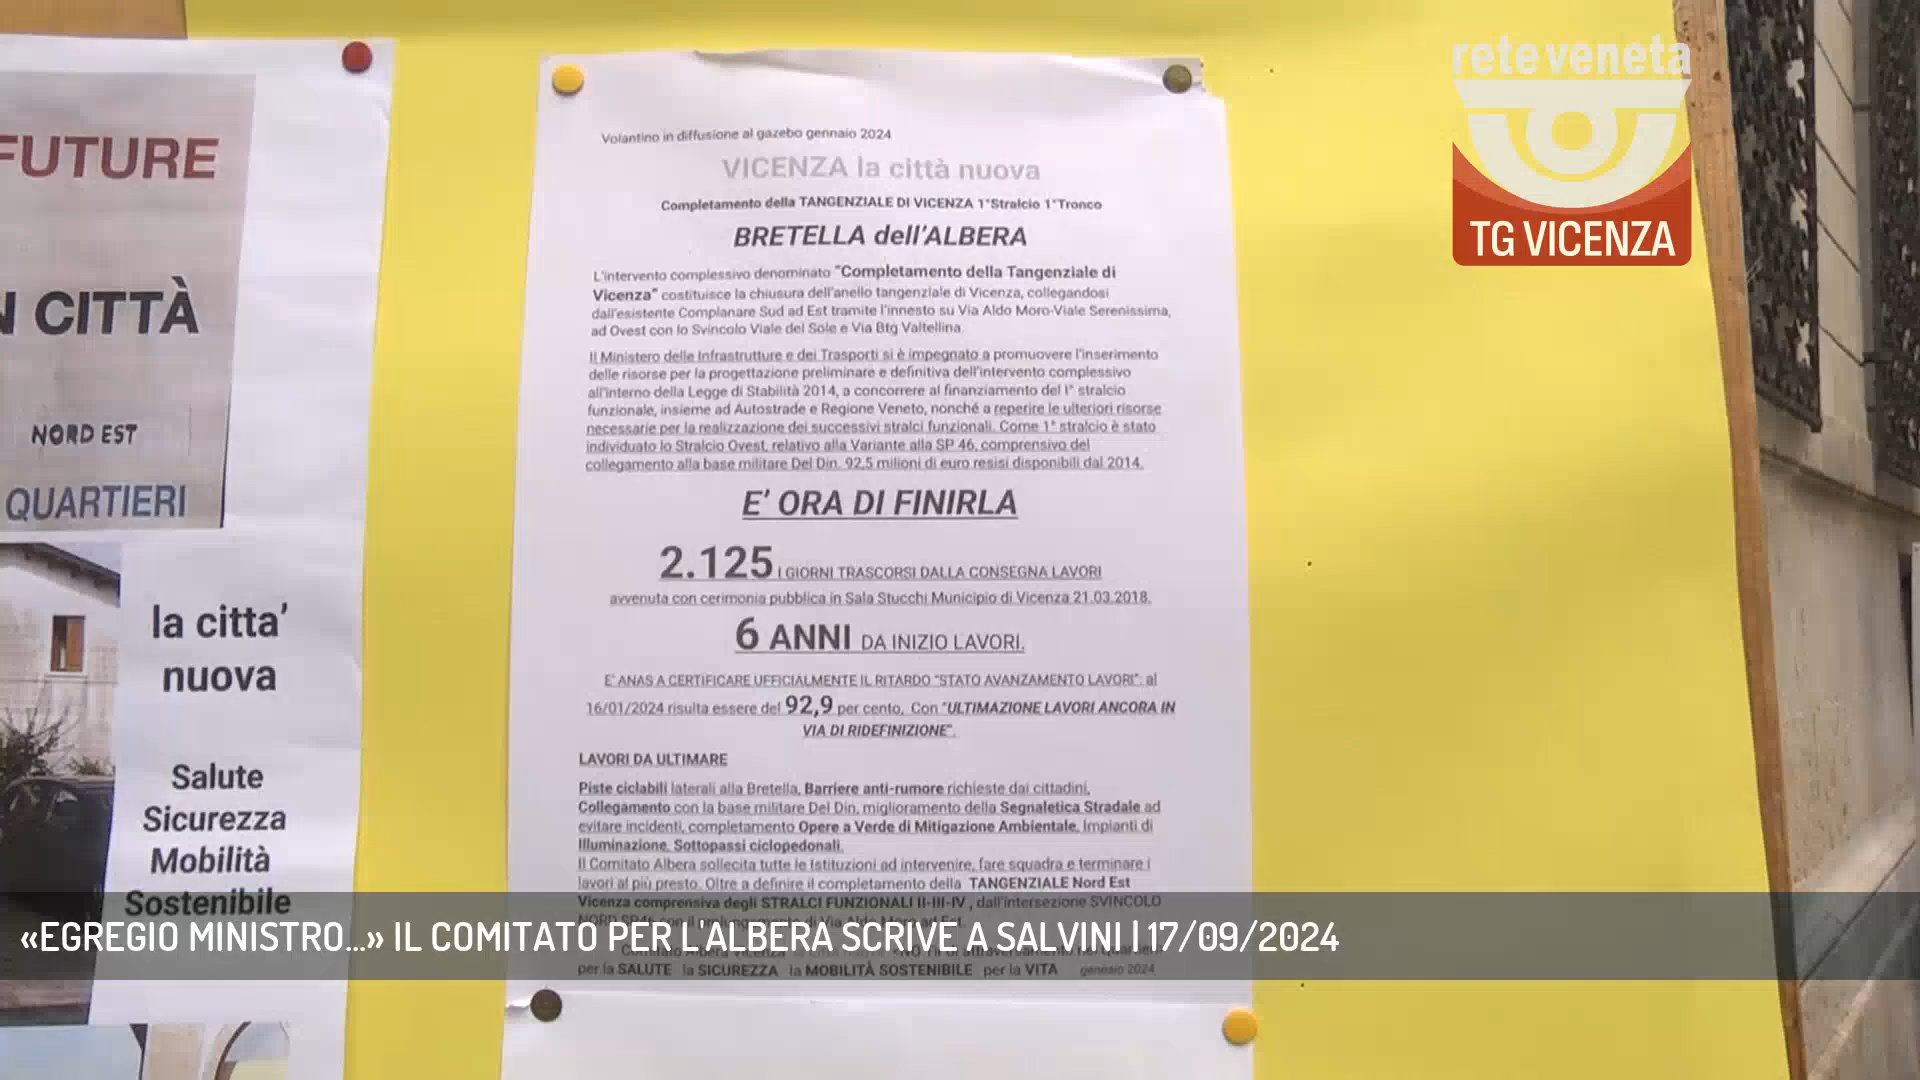 FUTURE
CITTÀ
NORD EST
QUARTIERI
la citta'
nuova
Salute
Sicurezza
Mobilità
Sostenibile
Volantino in diffusione al gazebo gennaio 2024
VICENZA la città nuova
Completamento della TANGENZIALE DI VICENZA 1°Stralcio 1°Tronco
BRETELLA dell'ALBERA
L'intervento complessivo denominato "Completamento della Tangenziale di
Vicenza" costituisce la chiusura dell'anello tangenziale di Vicenza, collegandosi
dall'esistente Complanare Sud ad Est tramite l'innesto su Via Aldo Moro-Viale Serenissima,
ad Ovest con lo Svincolo Viale del Sole e Via Btg Valtellina.
Il Ministero delle Infrastrutture e dei Trasporti si è impegnato a promuovere l'inserimento
delle risorse per la progettazione preliminare e definitiva dell'intervento complessivo
all'interno della Legge di Stabilità 2014, a concorrere al finanziamento del I° stralcio
funzionale, insieme ad Autostrade e Regione Veneto, nonché a reperire le ulteriori risorse
necessarie per la realizzazione dei successivi stralci funzionali. Come 1° stralcio è stato
individuato lo Stralcio Ovest, relativo alla Variante alla SP 46, comprensivo del
collegamento alla base militare Del Din. 92,5 milioni di euro resisi disponibili dal 2014.
E' ORA DI FINIRLA
2.125 I GIORNI TRASCORSI DALLA CONSEGNA LAVORI
avvenuta con cerimonia pubblica in Sala Stucchi Municipio di Vicenza 21.03.2018.
6 ANNI DA INIZIO LAVORI.
E' ANAS A CERTIFICARE UFFICIALMENTE IL RITARDO "STATO AVANZAMENTO LAVORI": al
16/01/2024 risulta essere del 92,9 per cento, Con "ULTIMAZIONE LAVORI ANCORA IN
VIA DI RIDEFINIZIONE".
LAVORI DA ULTIMARE
Piste ciclabili laterali alla Bretella, Barriere anti-rumore richieste dai cittadini,
Collegamento con la base militare Del Din, miglioramento della Segnaletica Stradale ad
evitare incidenti, completamento Opere a Verde di Mitigazione Ambientale, Impianti di
Illuminazione, Sottopassi ciclopedonali.
Il Comitato Albera sollecita tutte le Istituzioni ad intervenire, fare squadra e terminare i
lavori al più presto. Oltre a definire il completamento della TANGENZIALE Nord Est
Vicenza comprensiva degli STRALCI FUNZIONALI II-III-IV , dall'intersezione SVINCOLO
NORD SP46 con il prolungamento di Via Aldo Moro ad Est.
Comitato Albera Vicenza la città nuova
per la SALUTE la SICUREZZA la MOBILITÀ SOSTENIBILE per la VITA gennaio 2024
rete veneta
TG VICENZA
«EGREGIO MINISTRO...» IL COMITATO PER L'ALBERA SCRIVE A SALVINI | 17/09/2024